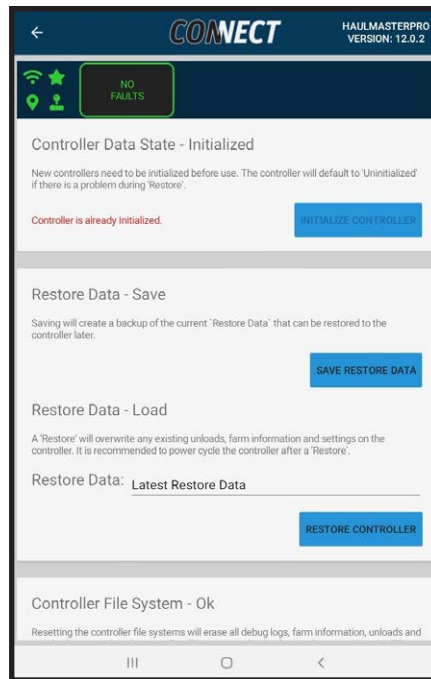 CONNECT
HAULMASTERPRO
VERSION: 12.0.2
NO
FAULTS
Controller Data State - Initialized
New controllers need to be initialized before use. The controller will default to 'Uninitialized'
if there is a problem during 'Restore'.
Controller is already Initialized.
INITIALIZE CONTROLLER
Restore Data - Save
Saving will create a backup of the current `Restore Data` that can be restored to the
controller later.
SAVE RESTORE DATA
Restore Data - Load
A 'Restore' will overwrite any existing unloads, farm information and settings on the
controller. It is recommended to power cycle the controller after a 'Restore'.
Restore Data: Latest Restore Data
RESTORE CONTROLLER
Controller File System - Ok
Resetting the controller file systems will erase all debug logs, farm information, unloads and